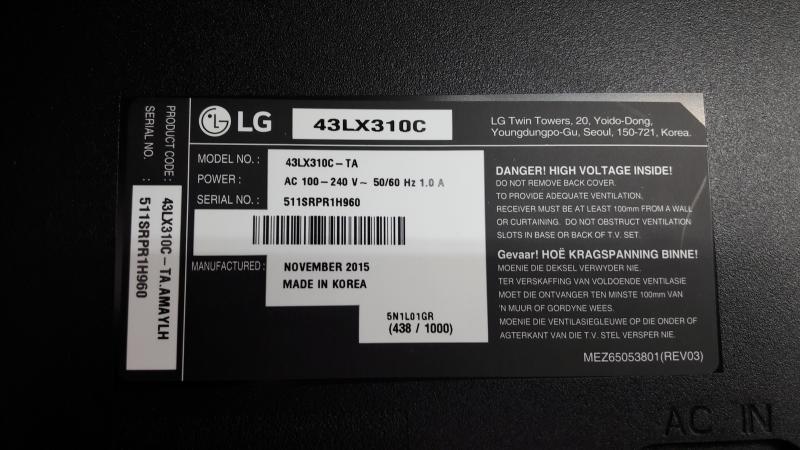 PRODUCT CODE :
SERIAL NO. :
43LX310C-TA.AMAYLH
511SRPR1H960
LG
43LX310C
LG Twin Towers, 20, Yoido-Dong,
Youngdungpo-Gu, Seoul, 150-721, Korea.
MODEL NO. : 43LX310C-TA
POWER : AC 100-240 V~ 50/60 Hz 1.0 A
SERIAL NO. : 511SRPR1H960
MANUFACTURED : NOVEMBER 2015
MADE IN KOREA
5N1L01GR
(438 / 1000)
DANGER! HIGH VOLTAGE INSIDE!
DO NOT REMOVE BACK COVER.
TO PROVIDE ADEQUATE VENTILATION,
RECEIVER MUST BE AT LEAST 100mm FROM A WALL
OR CURTAINING. DO NOT OBSTRUCT VENTILATION
SLOTS IN BASE OR BACK OF T.V. SET.
Gevaar! HOË KRAGSPANNING BINNE!
MOENIE DIE DEKSEL VERWYDER NIE.
TER VERSKAFFING VAN VOLDOENDE VENTILASIE
MOET DIE ONTVANGER TEN MINSTE 100mm VAN
'N MUUR OF GORDYNE WEES.
MOENIE DIE VENTILASIEGLEUWE OP DIE ONDER OF
AGTERKANT VAN DIE T.V. STEL VERSPER NIE.
MEZ65053801(REV03)
AC IN